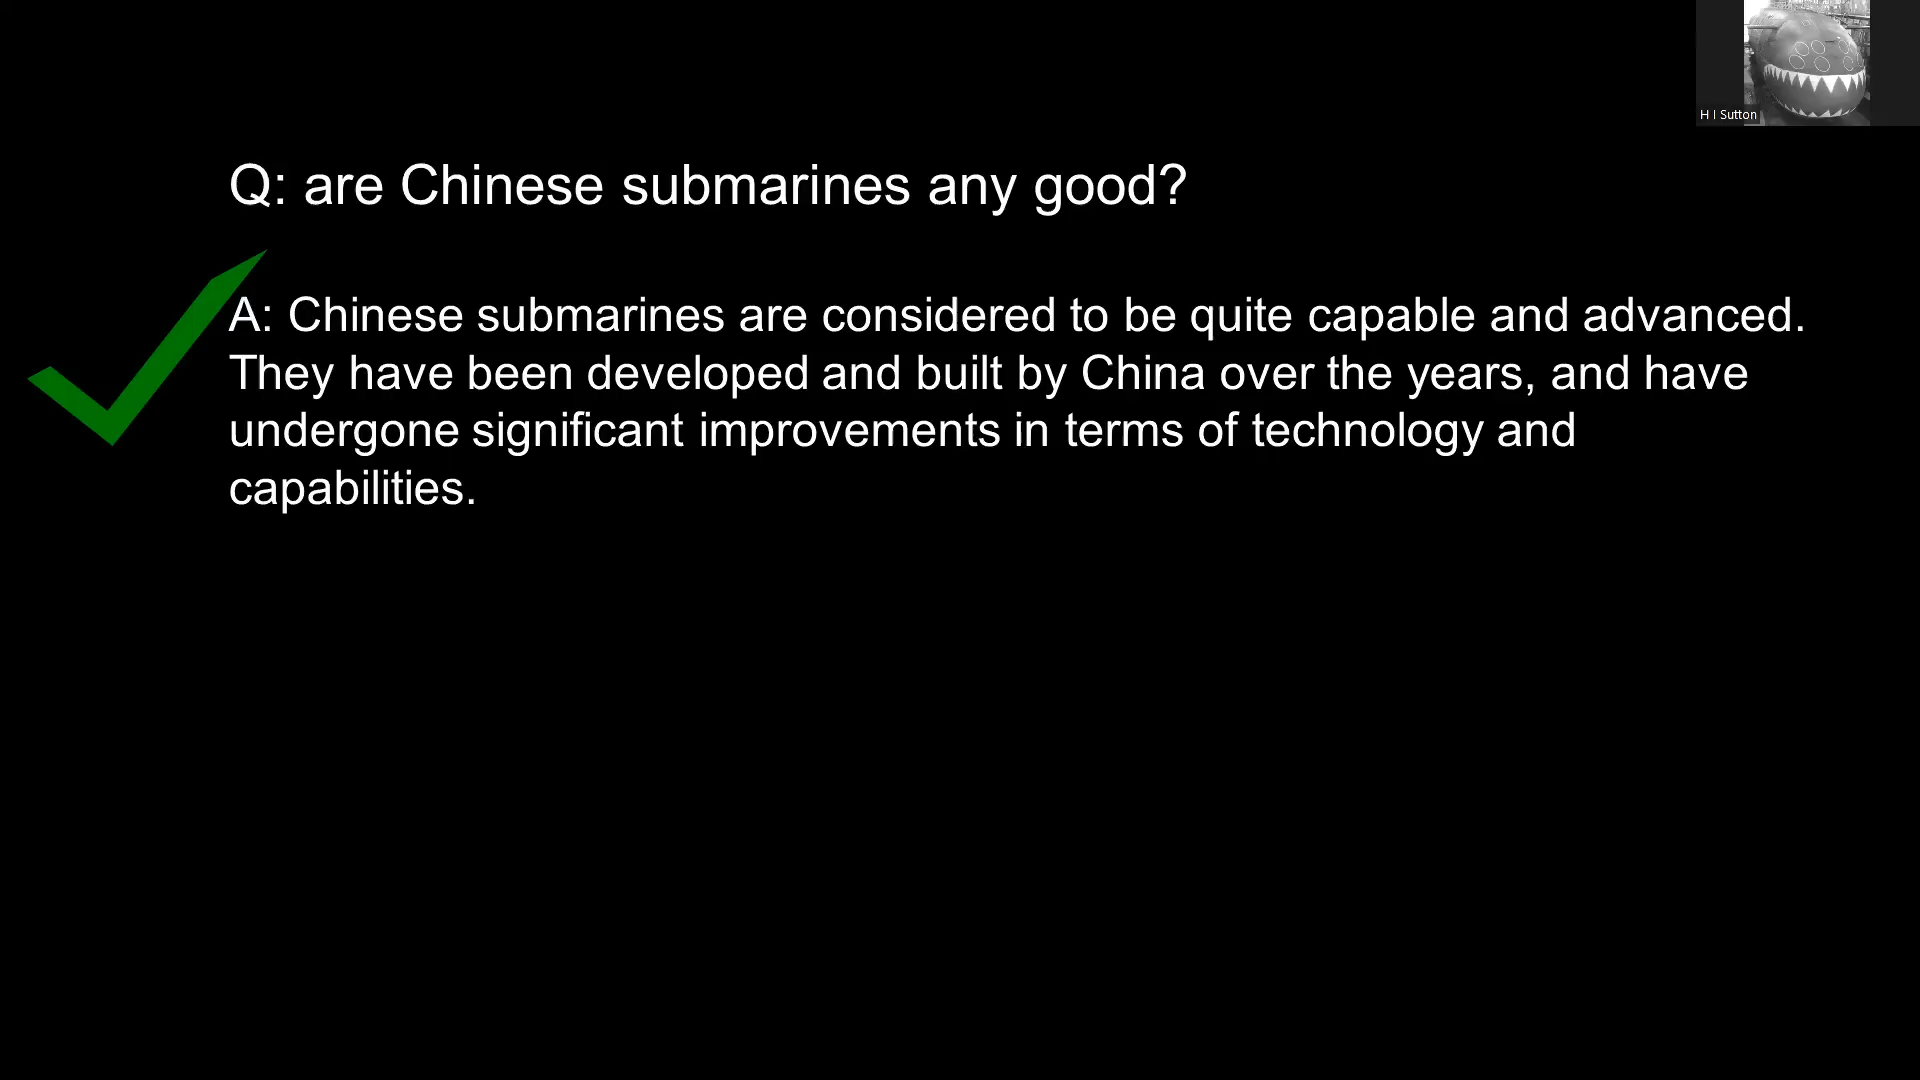 H I Sutton
Q: are Chinese submarines any good?
A: Chinese submarines are considered to be quite capable and advanced.
They have been developed and built by China over the years, and have
undergone significant improvements in terms of technology and
capabilities.